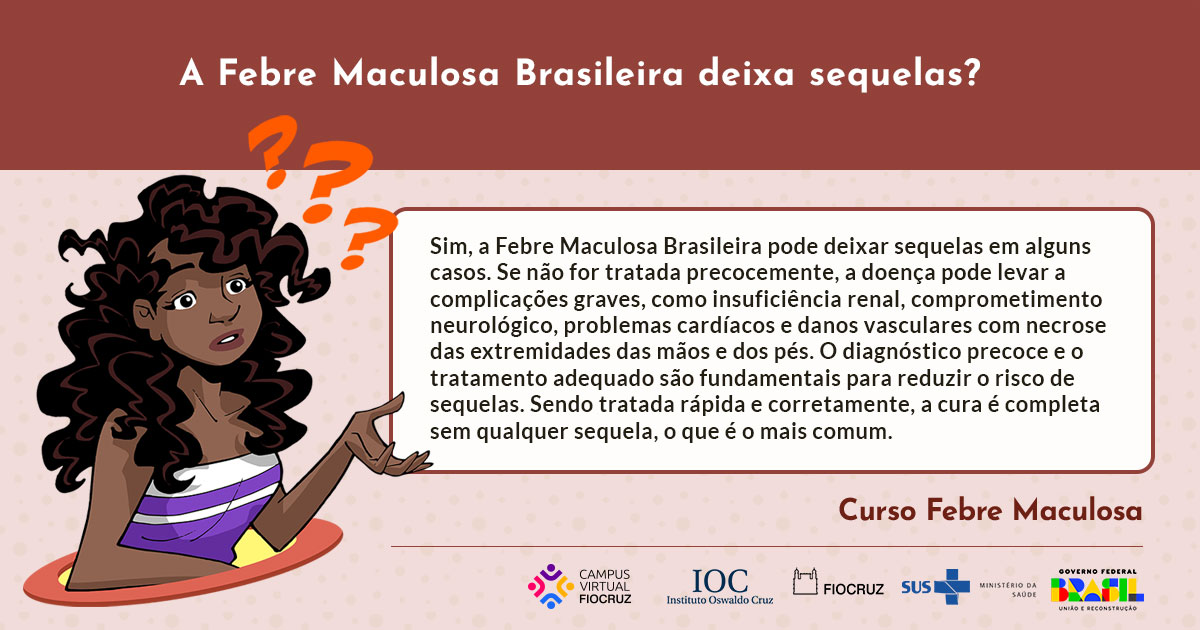 A Febre Maculosa Brasileira deixa sequelas?
? ? ?
Sim, a Febre Maculosa Brasileira pode deixar sequelas em alguns
casos. Se não for tratada precocemente, a doença pode levar a
complicações graves, como insuficiência renal, comprometimento
neurológico, problemas cardíacos e danos vasculares com necrose
das extremidades das mãos e dos pés. O diagnóstico precoce e o
tratamento adequado são fundamentais para reduzir o risco de
sequelas. Sendo tratada rápida e corretamente, a cura é completa
sem qualquer sequela, o que é o mais comum.
Curso Febre Maculosa
CAMPUS
VIRTUAL
FIOCRUZ
IOC
Instituto Oswaldo Cruz
FIOCRUZ
SUS
MINISTÉRIO DA
SAÚDE
GOVERNO FEDERAL
BRASIL
UNIÃO E RECONSTRUÇÃO